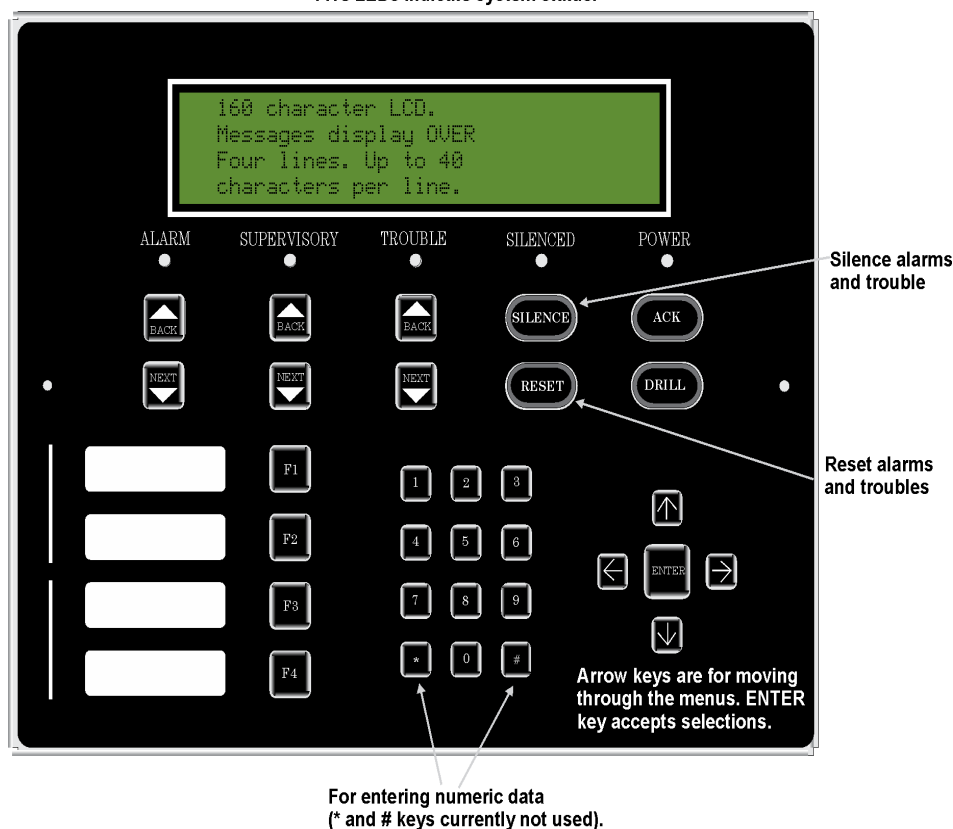 160 character LCD.
Messages display OVER
Four lines. Up to 40
characters per line.
ALARM SUPERVISORY TROUBLE SILENCED POWER
Silence alarms
and trouble
BACK BACK BACK SILENCE ACK
NEXT NEXT NEXT RESET DRILL
Reset alarms
and troubles
F1
1 2 3
F2
4 5 6
ENTER
F3
7 8 9
F4
* 0 #
Arrow keys are for moving
through the menus. ENTER
key accepts selections.
For entering numeric data
(* and # keys currently not used).